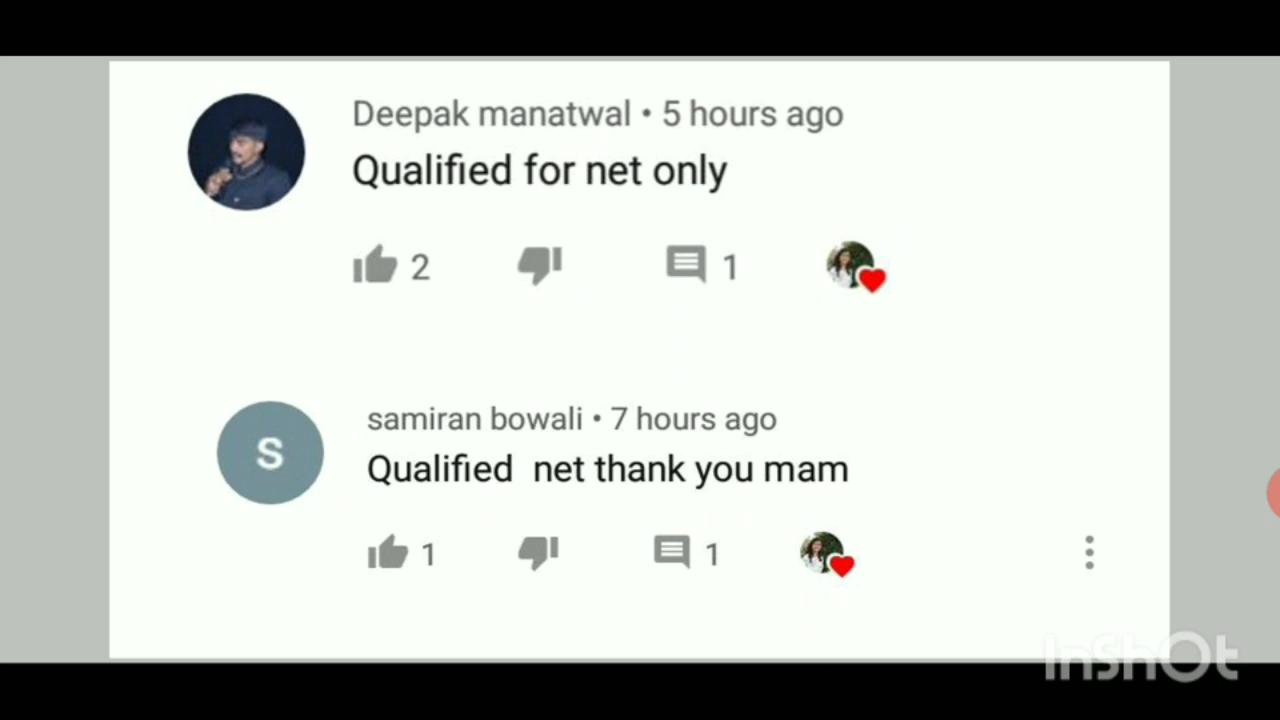 Deepak manatwal • 5 hours ago
Qualified for net only
2 1
S
samiran bowali • 7 hours ago
Qualified net thank you mam
1 1
InShOt